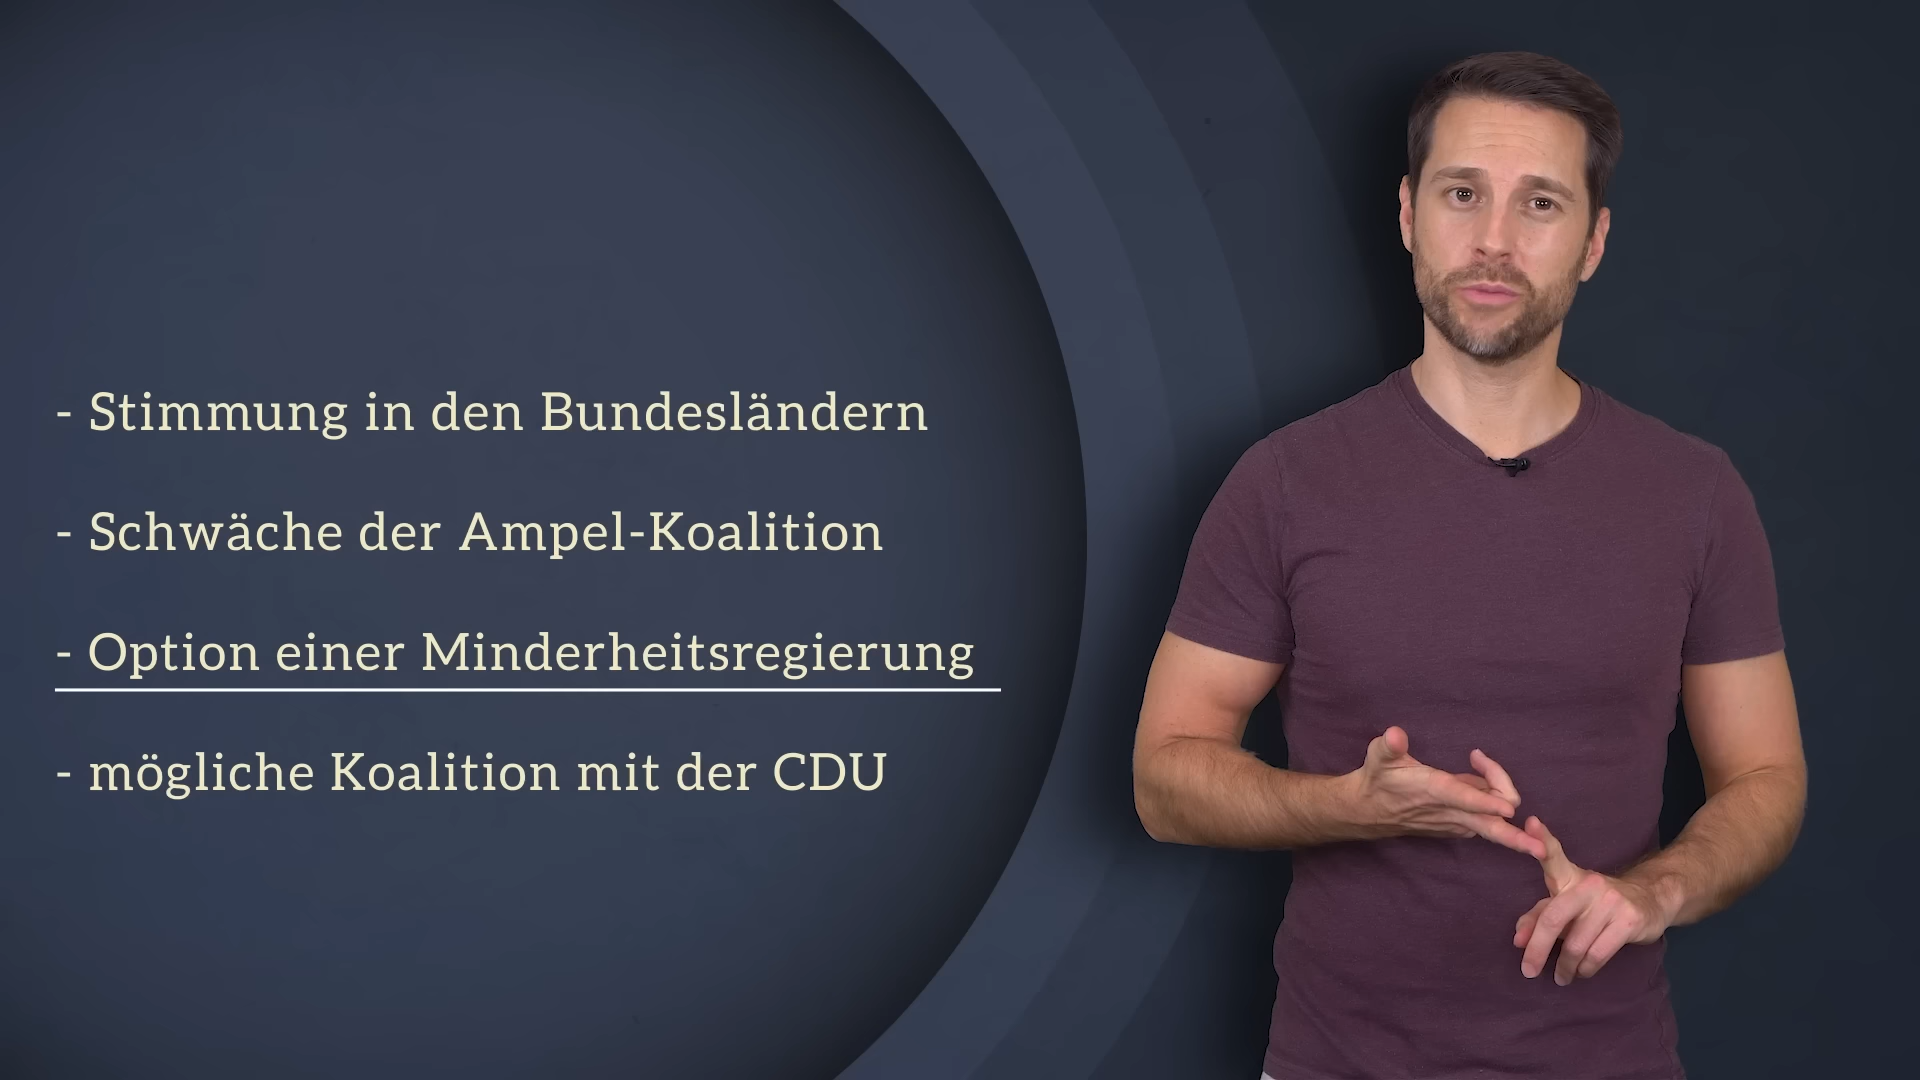 - Stimmung in den Bundesländern
- Schwäche der Ampel-Koalition
- Option einer Minderheitsregierung
- mögliche Koalition mit der CDU